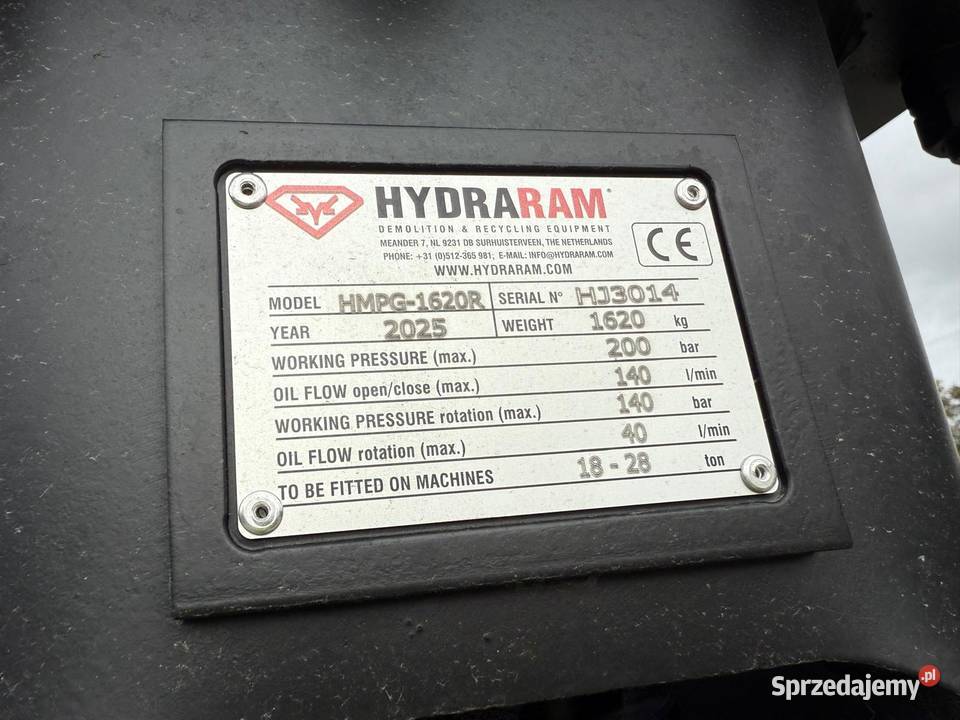 HYDRARAM®
DEMOLITION & RECYCLING EQUIPMENT
MEANDER 7, NL 9231 DB SURHUISTERVEEN, THE NETHERLANDS
PHONE: +31 (0)512-365 981; E-MAIL: INFO@HYDRARAM.COM
WWW.HYDRARAM.COM
CE
MODEL HMPG-1620R SERIAL N° HJ3014
YEAR 2025 WEIGHT 1620 kg
WORKING PRESSURE (max.) 200 bar
OIL FLOW open/close (max.) 140 l/min
WORKING PRESSURE rotation (max.) 140 bar
OIL FLOW rotation (max.) 40 l/min
TO BE FITTED ON MACHINES 18 - 28 ton
Sprzedajemy.pl